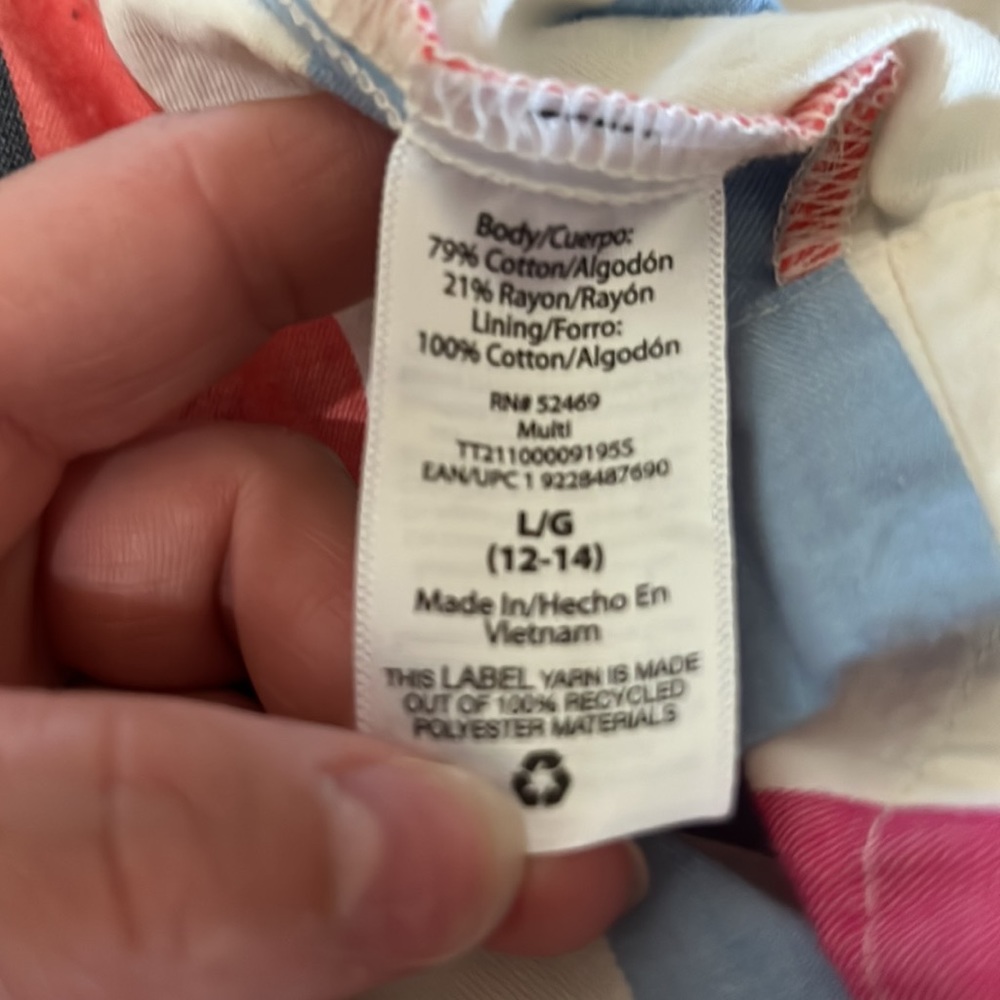 Body/Cuerpo:
79% Cotton/Algodón
21% Rayon/Rayón
Lining/Forro:
100% Cotton/Algodón
RN# 52469
Multi
TT211000091955
EAN/UPC 1 9228487690
L/G
(12-14)
Made In/Hecho En
Vietnam
THIS LABEL YARN IS MADE
OUT OF 100% RECYCLED
POLYESTER MATERIALS